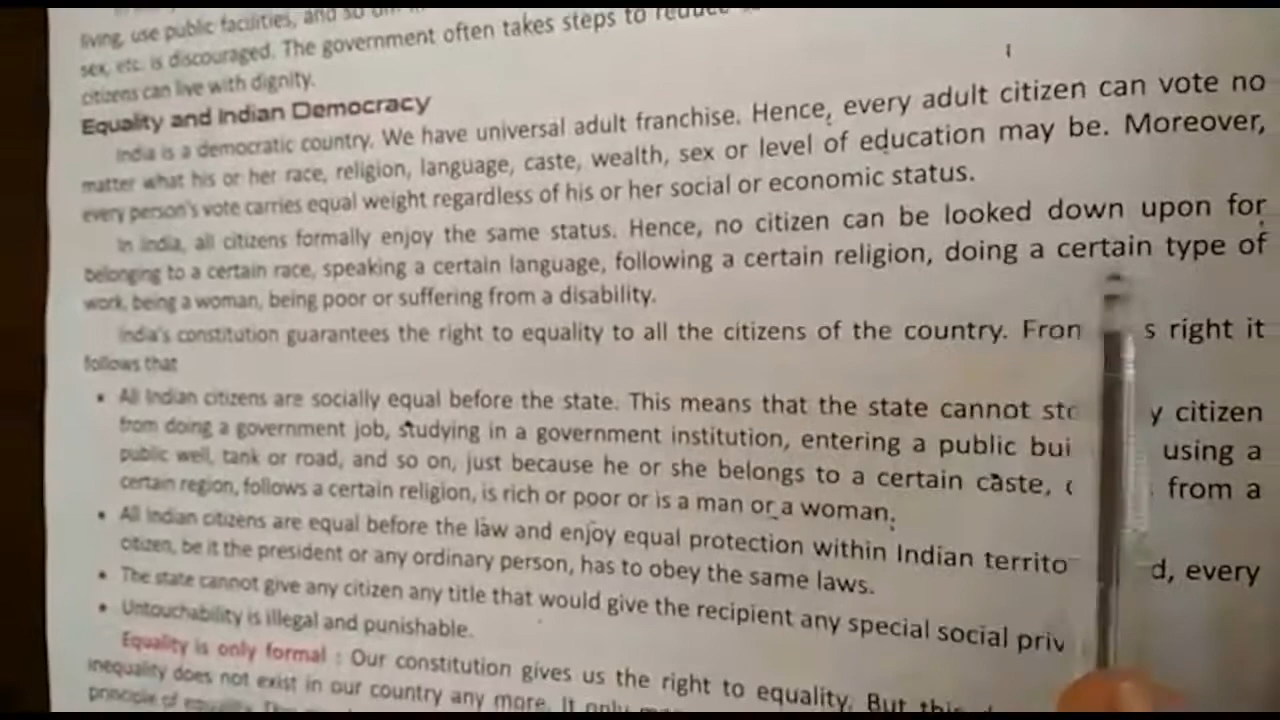 living, use public facilities, and so on
sex, etc. is discouraged. The government often takes steps to reduce
citizens can live with dignity.
Equality and Indian Democracy
India is a democratic country. We have universal adult franchise. Hence, every adult citizen can vote no
matter what his or her race, religion, language, caste, wealth, sex or level of education may be. Moreover,
every person's vote carries equal weight regardless of his or her social or economic status.
In India, all citizens formally enjoy the same status. Hence, no citizen can be looked down upon for
belonging to a certain race, speaking a certain language, following a certain religion, doing a certain type of
work, being a woman, being poor or suffering from a disability.
India's constitution guarantees the right to equality to all the citizens of the country. Fron s right it
follows that
• All Indian citizens are socially equal before the state. This means that the state cannot sto y citizen
from doing a government job, studying in a government institution, entering a public bui using a
public well, tank or road, and so on, just because he or she belongs to a certain caste, from a
certain region, follows a certain religion, is rich or poor or is a man or a woman.
• All Indian citizens are equal before the law and enjoy equal protection within Indian territo d, every
citizen, be it the president or any ordinary person, has to obey the same laws.
• The state cannot give any citizen any title that would give the recipient any special social priv
• Untouchability is illegal and punishable.
Equality is only formal : Our constitution gives us the right to equality. But this
inequality does not exist in our country any more. It only
principle of